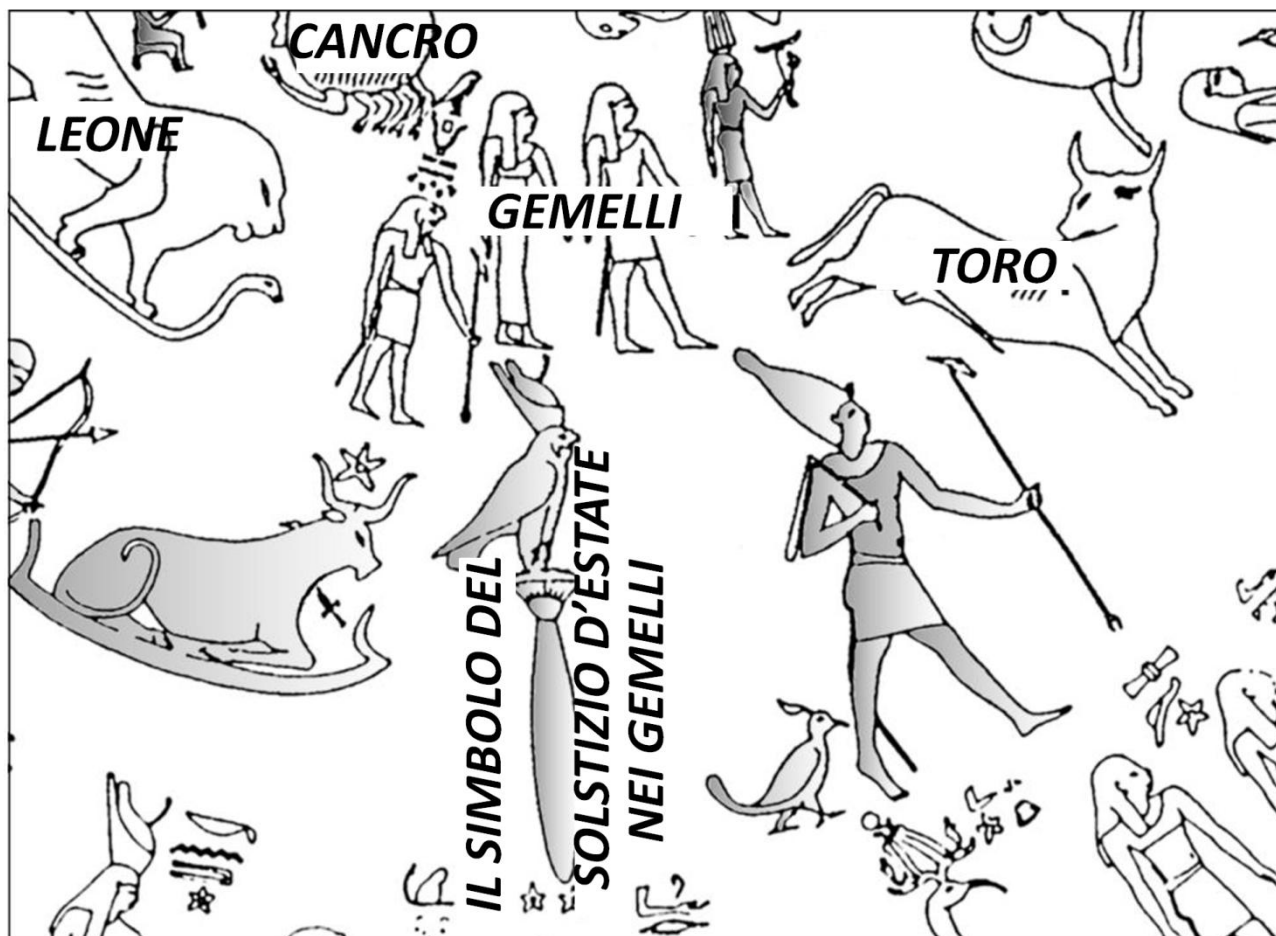 CANCRO
LEONE
GEMELLI
TORO
IL SIMBOLO DEL
SOLSTIZIO D'ESTATE
NEI GEMELLI